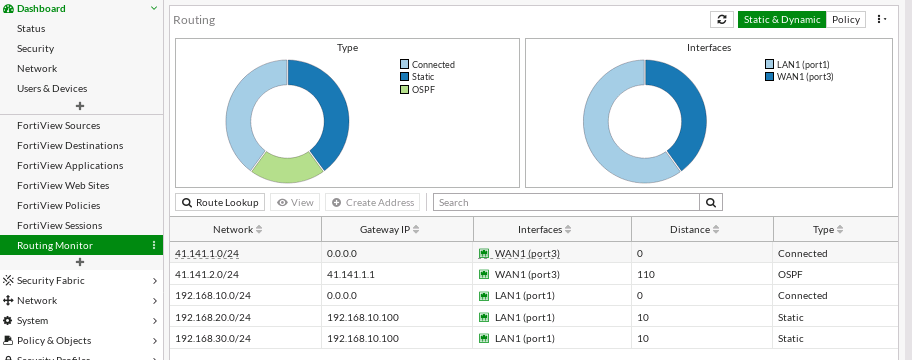 Dashboard
Status
Security
Network
Users & Devices
FortiView Sources
FortiView Destinations
FortiView Applications
FortiView Web Sites
FortiView Policies
FortiView Sessions
Routing Monitor
Security Fabric
Network
System
Policy & Objects
Security Profiles
Routing
Static & Dynamic Policy
Type
Connected
Static
OSPF
Interfaces
LAN1 (port1)
WAN1 (port3)
Route Lookup View Create Address Search
Network Gateway IP Interfaces Distance Type
41.141.1.0/24 0.0.0.0 WAN1 (port3) 0 Connected
41.141.2.0/24 41.141.1.1 WAN1 (port3) 110 OSPF
192.168.10.0/24 0.0.0.0 LAN1 (port1) 0 Connected
192.168.20.0/24 192.168.10.100 LAN1 (port1) 10 Static
192.168.30.0/24 192.168.10.100 LAN1 (port1) 10 Static